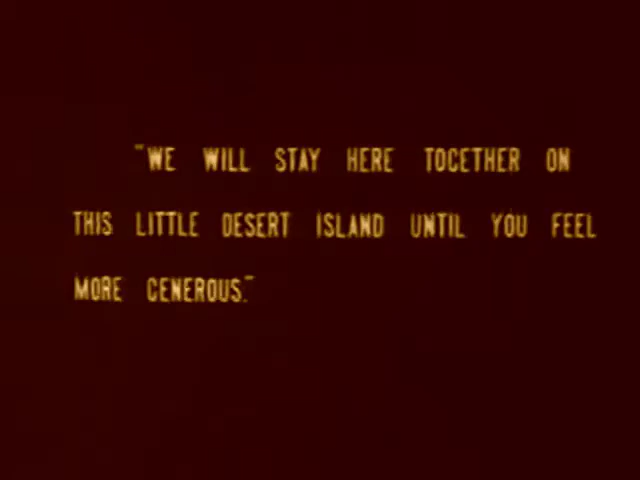 "WE WILL STAY HERE TOGETHER ON
THIS LITTLE DESERT ISLAND UNTIL YOU FEEL
MORE GENEROUS."